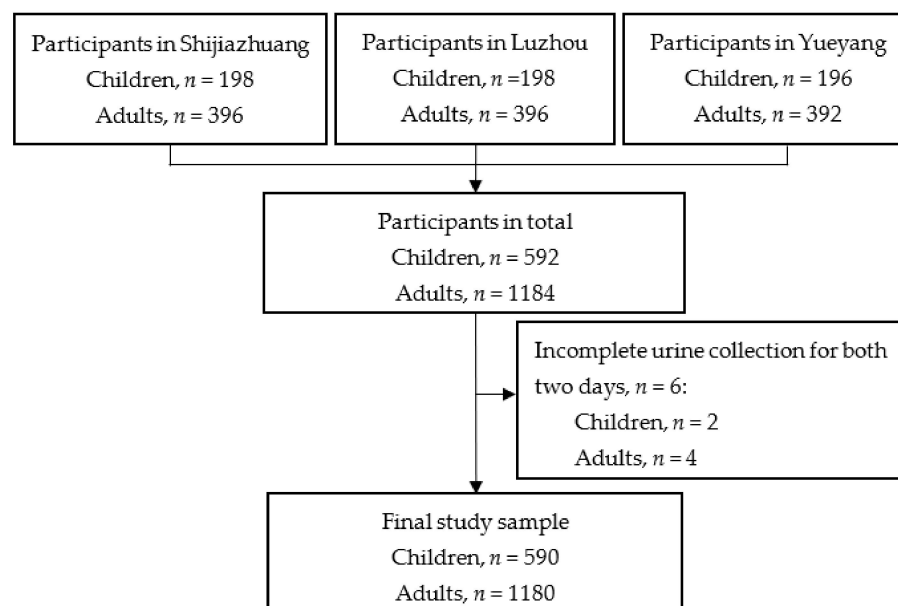 Participants in Shijiazhuang
Children, n = 198
Adults, n = 396
Participants in Luzhou
Children, n =198
Adults, n = 396
Participants in Yueyang
Children, n = 196
Adults, n = 392
Participants in total
Children, n = 592
Adults, n = 1184
Incomplete urine collection for both
two days, n = 6:
Children, n = 2
Adults, n = 4
Final study sample
Children, n = 590
Adults, n = 1180